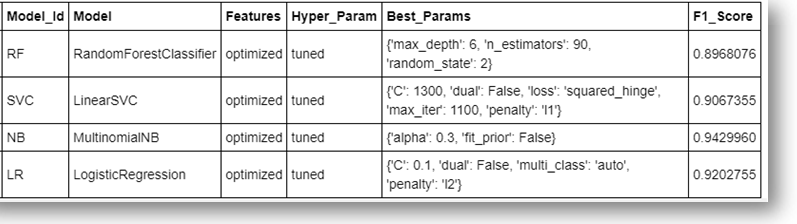 Model_Id Model Features Hyper_Param Best_Params F1_Score
RF RandomForestClassifier optimized tuned {'max_depth': 6, 'n_estimators': 90, 'random_state': 2} 0.8968076
SVC LinearSVC optimized tuned {'C': 1300, 'dual': False, 'loss': 'squared_hinge', 'max_iter': 1100, 'penalty': 'l1'} 0.9067355
NB MultinomialNB optimized tuned {'alpha': 0.3, 'fit_prior': False} 0.9429960
LR LogisticRegression optimized tuned {'C': 0.1, 'dual': False, 'multi_class': 'auto', 'penalty': 'l2'} 0.9202755